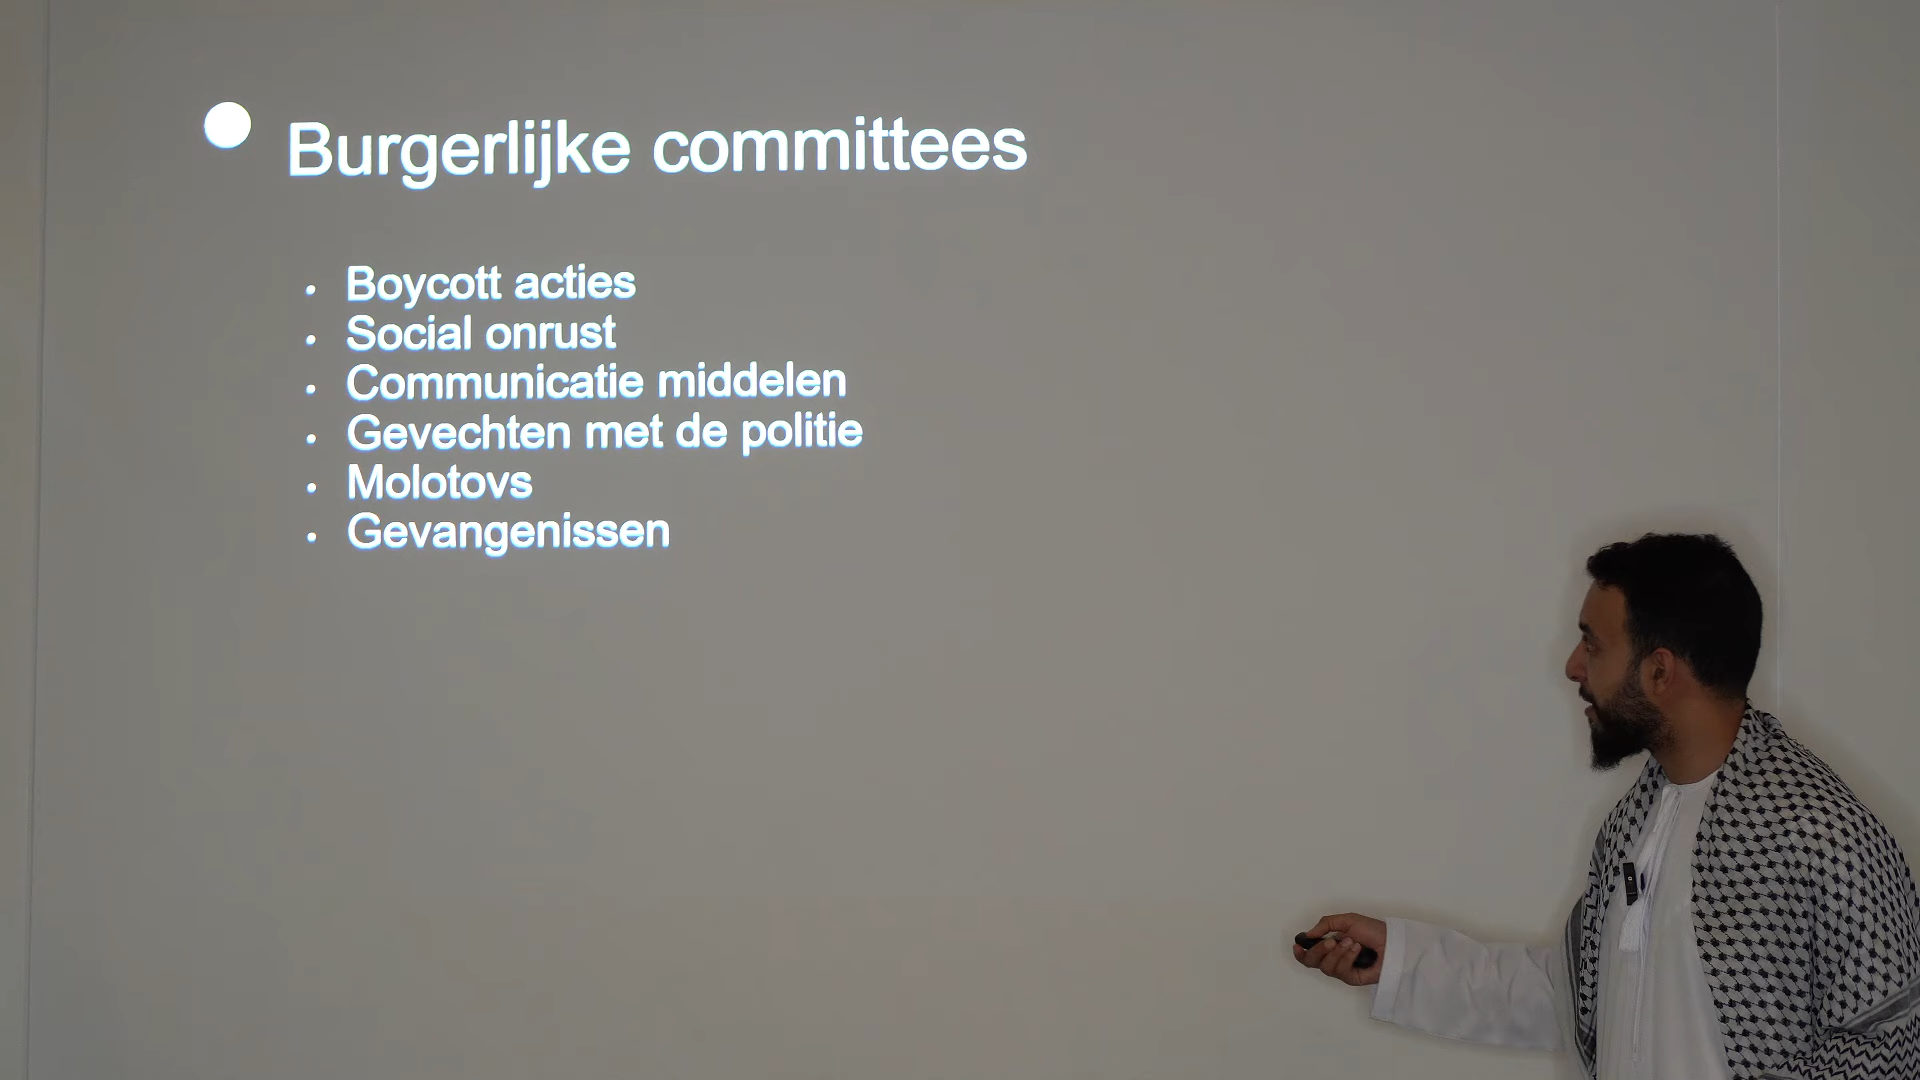 Burgerlijke committees
Boycott acties
Social onrust
Communicatie middelen
Gevechten met de politie
Molotovs
Gevangenissen